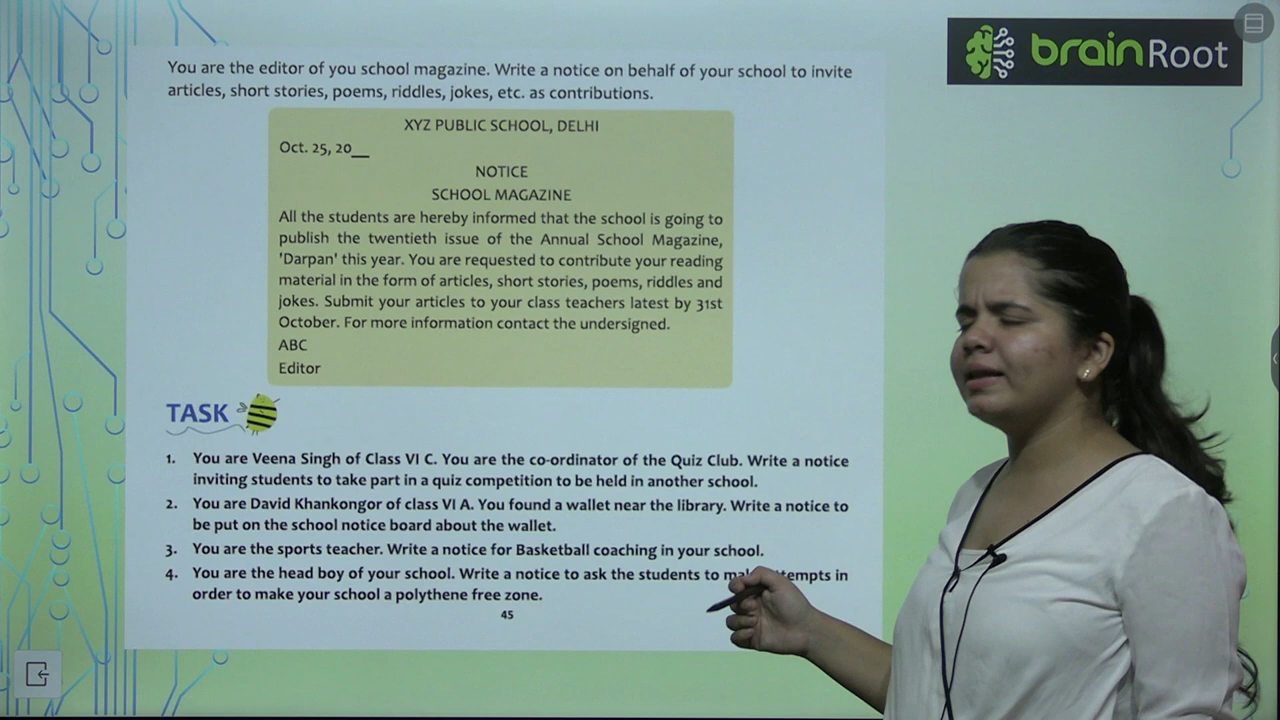 brainRoot
You are the editor of you school magazine. Write a notice on behalf of your school to invite
articles, short stories, poems, riddles, jokes, etc. as contributions.
XYZ PUBLIC SCHOOL, DELHI
Oct. 25, 20__
NOTICE
SCHOOL MAGAZINE
All the students are hereby informed that the school is going to
publish the twentieth issue of the Annual School Magazine,
'Darpan' this year. You are requested to contribute your reading
material in the form of articles, short stories, poems, riddles and
jokes. Submit your articles to your class teachers latest by 31st
October. For more information contact the undersigned.
ABC
Editor
TASK
1. You are Veena Singh of Class VI C. You are the co-ordinator of the Quiz Club. Write a notice
inviting students to take part in a quiz competition to be held in another school.
2. You are David Khankongor of class VI A. You found a wallet near the library. Write a notice to
be put on the school notice board about the wallet.
3. You are the sports teacher. Write a notice for Basketball coaching in your school.
4. You are the head boy of your school. Write a notice to ask the students to in
order to make your school a polythene free zone.
45